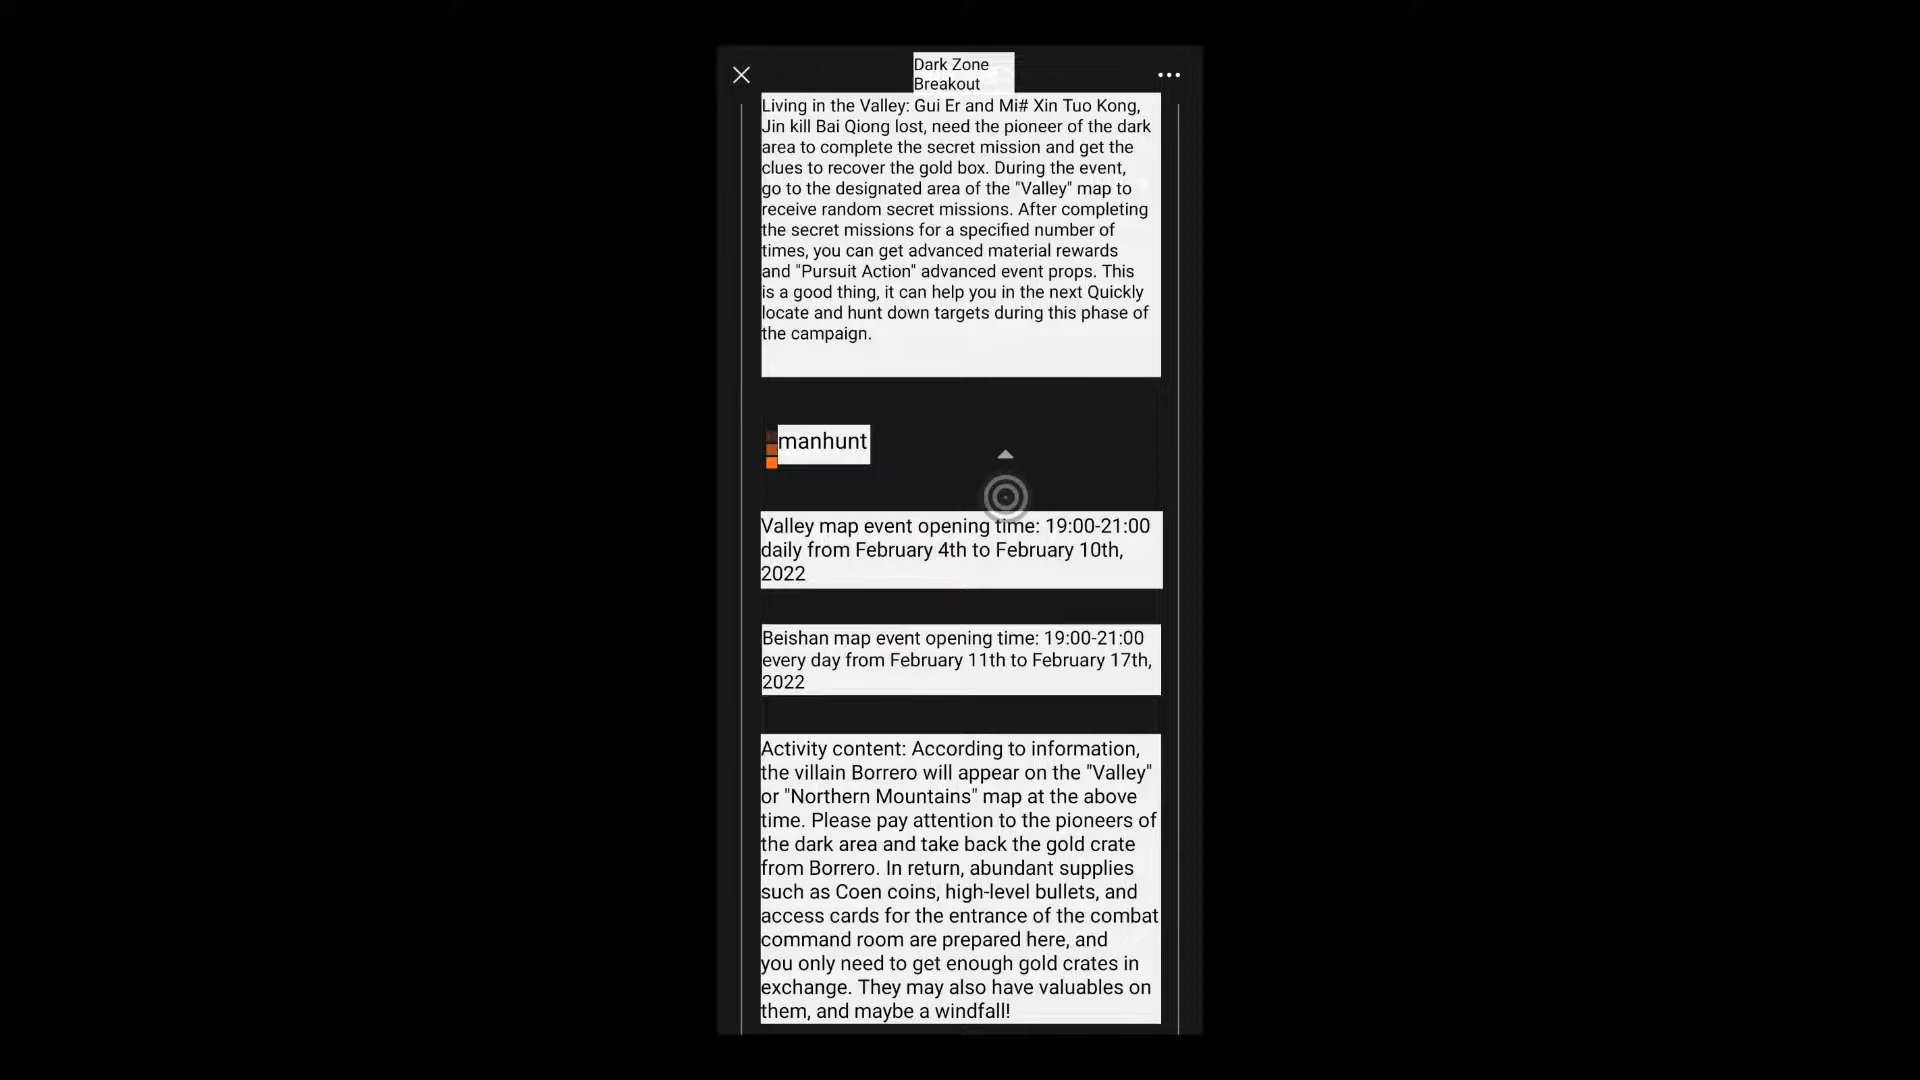 Dark Zone
Breakout
Living in the Valley: Gui Er and Mi# Xin Tuo Kong,
Jin kill Bai Qiong lost, need the pioneer of the dark
area to complete the secret mission and get the
clues to recover the gold box. During the event,
go to the designated area of the "Valley" map to
receive random secret missions. After completing
the secret missions for a specified number of
times, you can get advanced material rewards
and "Pursuit Action" advanced event props. This
is a good thing, it can help you in the next Quickly
locate and hunt down targets during this phase of
the campaign.
manhunt
Valley map event opening time: 19:00-21:00
daily from February 4th to February 10th,
2022
Beishan map event opening time: 19:00-21:00
every day from February 11th to February 17th,
2022
Activity content: According to information,
the villain Borrero will appear on the "Valley"
or "Northern Mountains" map at the above
time. Please pay attention to the pioneers of
the dark area and take back the gold crate
from Borrero. In return, abundant supplies
such as Coen coins, high-level bullets, and
access cards for the entrance of the combat
command room are prepared here, and
you only need to get enough gold crates in
exchange. They may also have valuables on
them, and maybe a windfall!